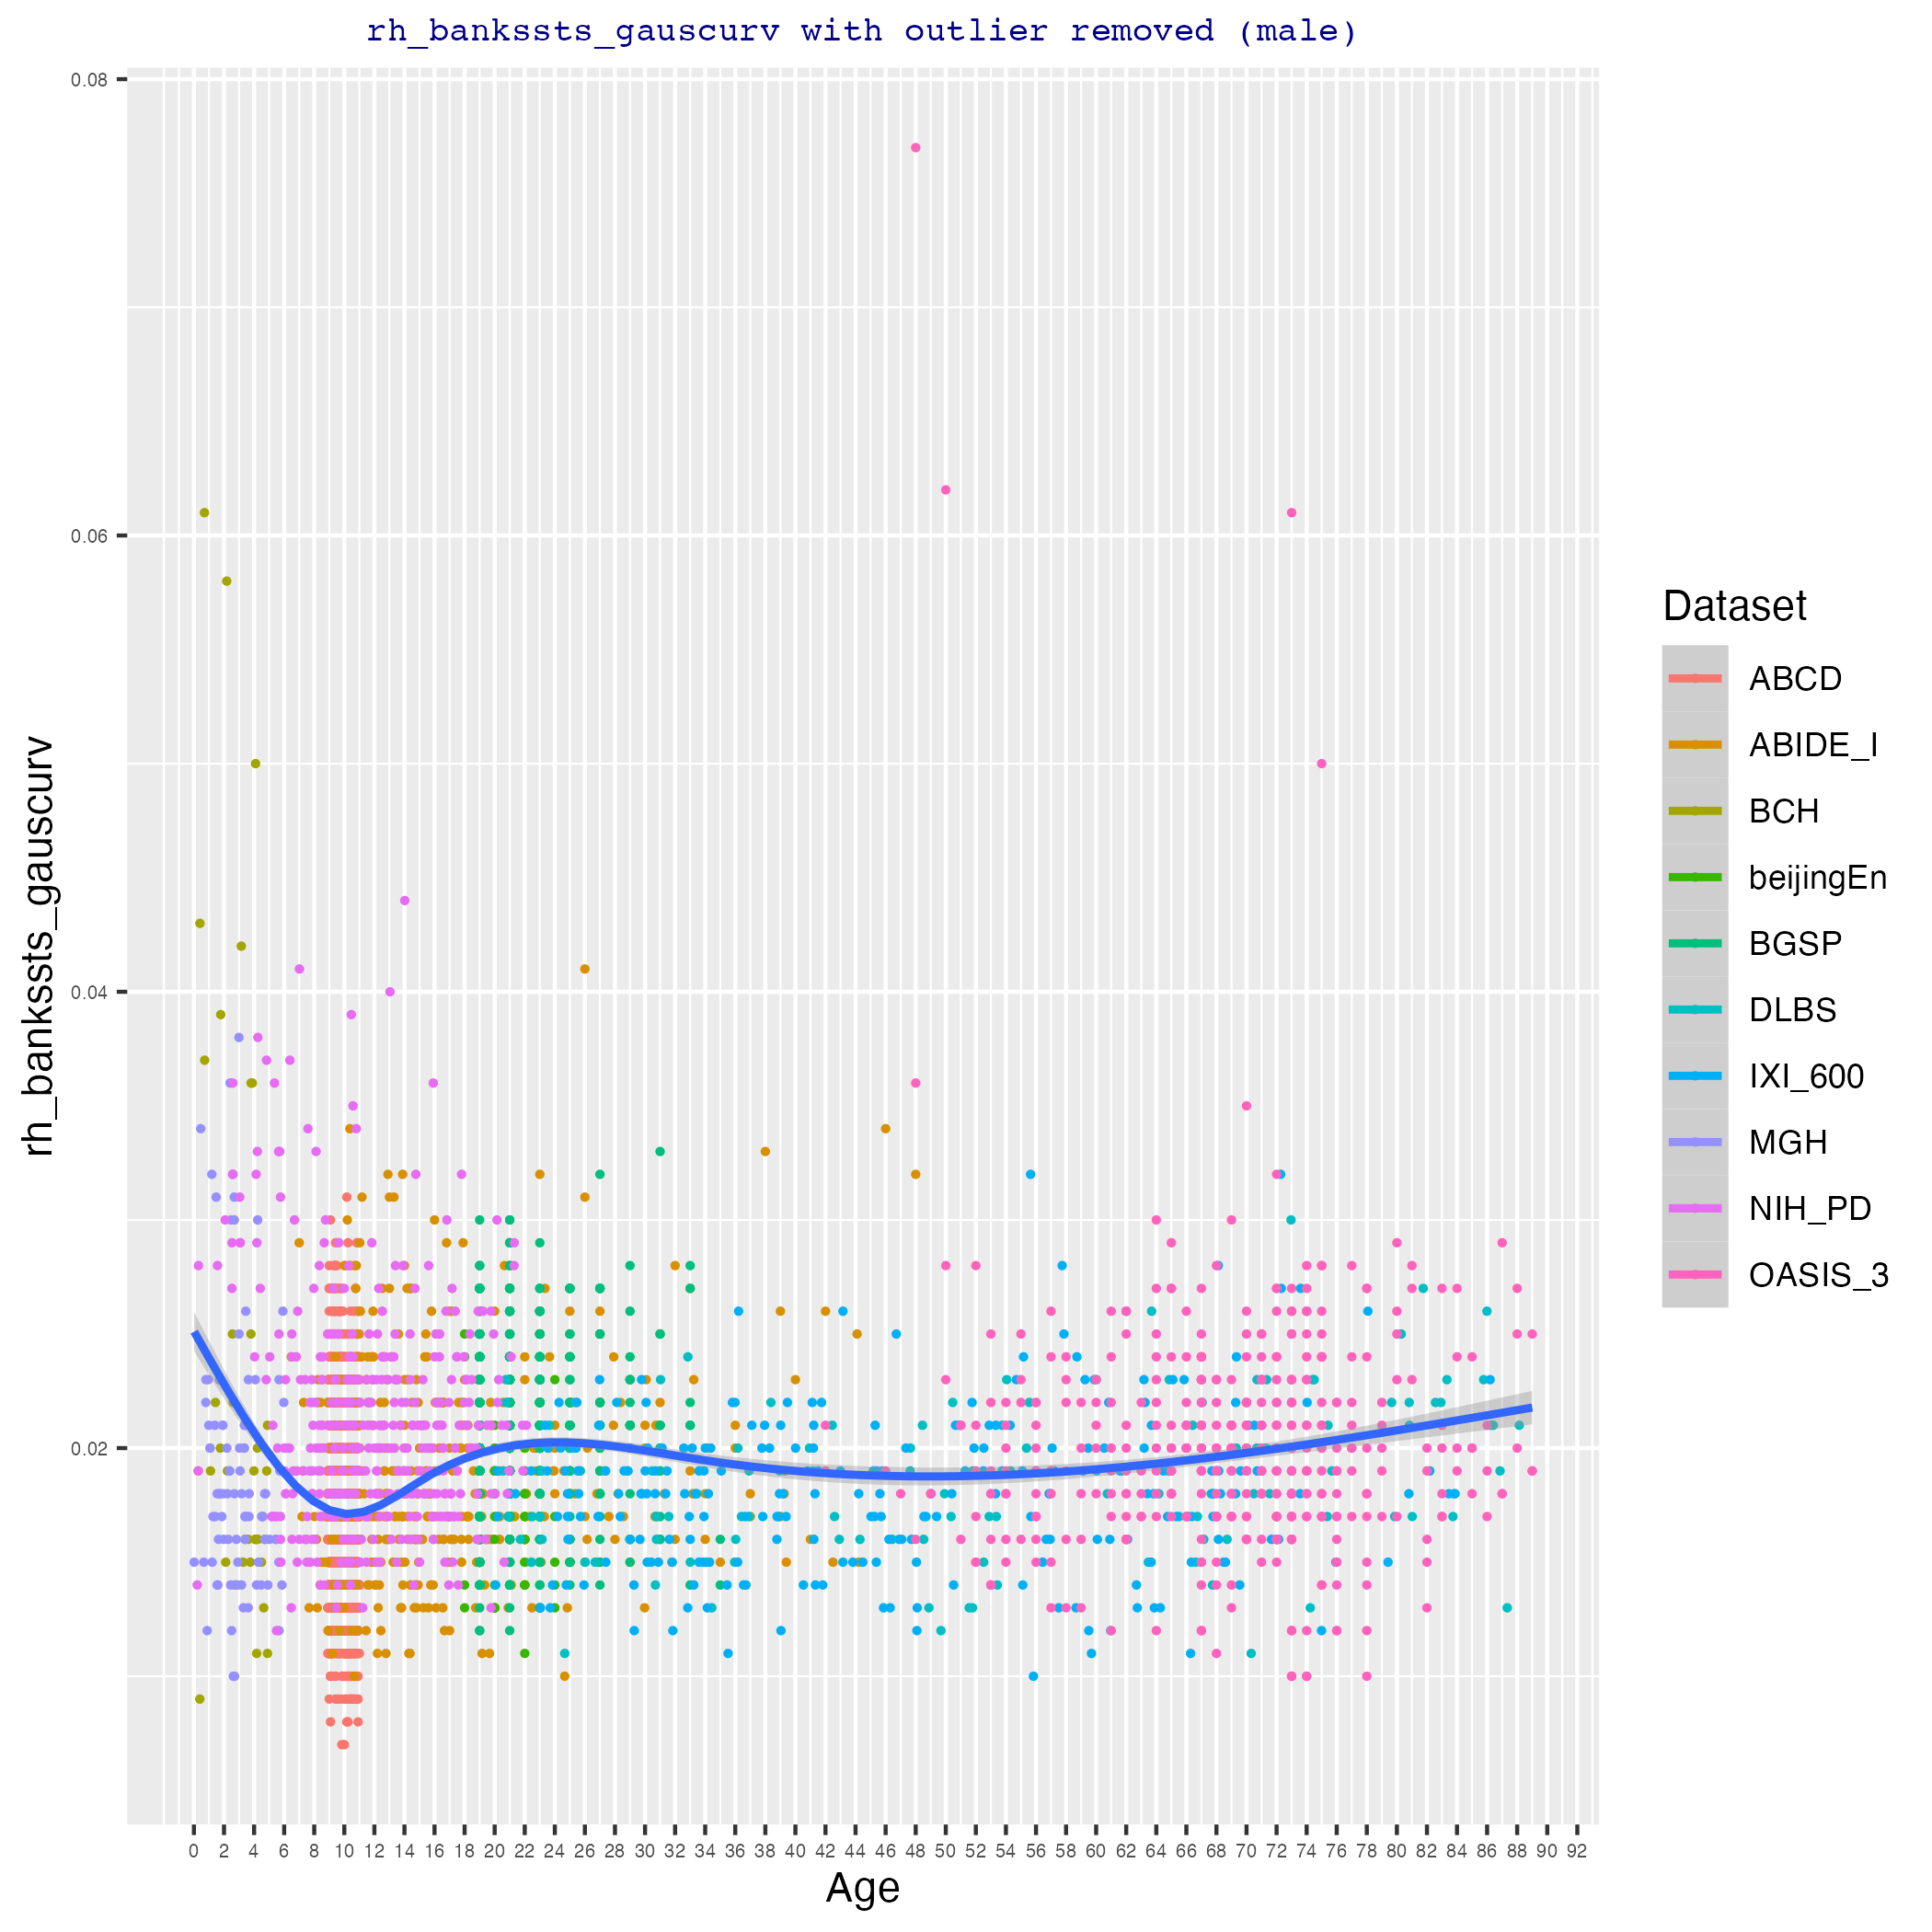 rh_bankssts_gauscurv with outlier removed (male)
0.08
0.06
0.04
0.02
rh_bankssts_gauscurv
0 2 4 6 8 10 12 14 16 18 20 22 24 26 28 30 32 34 36 38 40 42 44 46 48 50 52 54 56 58 60 62 64 66 68 70 72 74 76 78 80 82 84 86 88 90 92
Age
Dataset
ABCD
ABIDE_I
BCH
beijingEn
BGSP
DLBS
IXI_600
MGH
NIH_PD
OASIS_3